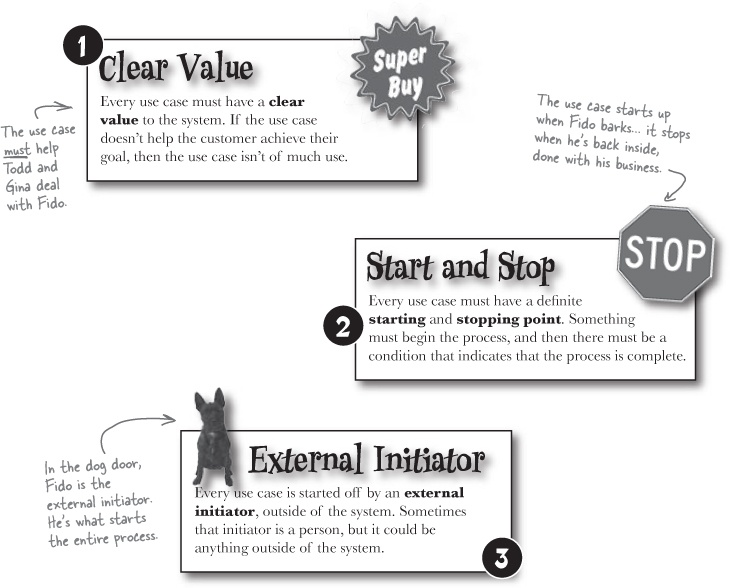 1
Clear Value
Super
Buy
Every use case must have a clear
value to the system. If the use case
doesn't help the customer achieve their
goal, then the use case isn't of much use.
The use case
must help
Todd and
Gina deal
with Fido.
The use case starts up
when Fido barks... it stops
when he's back inside,
done with his business.
STOP
Start and Stop
2
Every use case must have a definite
starting and stopping point. Something
must begin the process, and then there must be a
condition that indicates that the process is complete.
In the dog door,
Fido is the
external initiator.
He's what starts
the entire process.
External Initiator
Every use case is started off by an external
initiator, outside of the system. Sometimes
that initiator is a person, but it could be
anything outside of the system.
3